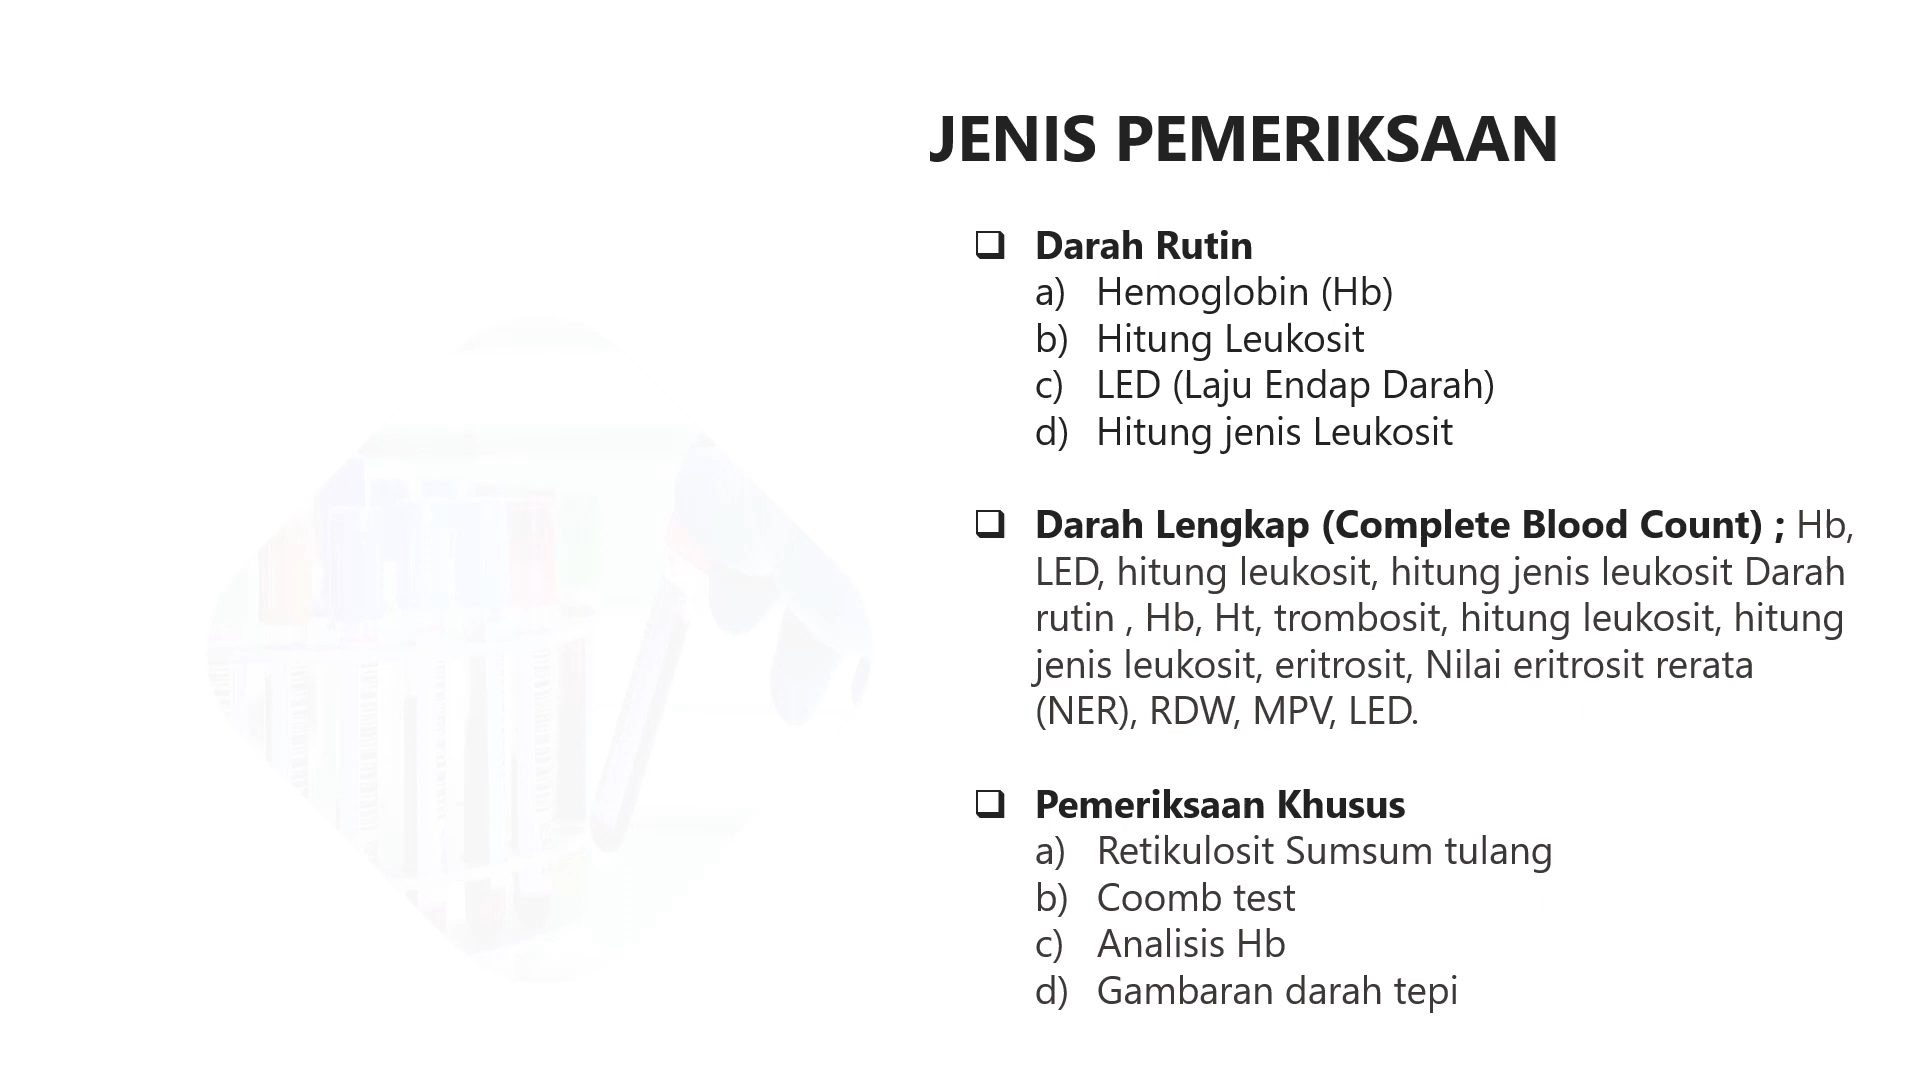 JENIS PEMERIKSAAN
❑ Darah Rutin
a) Hemoglobin (Hb)
b) Hitung Leukosit
c) LED (Laju Endap Darah)
d) Hitung jenis Leukosit
❑ Darah Lengkap (Complete Blood Count) ; Hb,
LED, hitung leukosit, hitung jenis leukosit Darah
rutin , Hb, Ht, trombosit, hitung leukosit, hitung
jenis leukosit, eritrosit, Nilai eritrosit rerata
(NER), RDW, MPV, LED.
❑ Pemeriksaan Khusus
a) Retikulosit Sumsum tulang
b) Coomb test
c) Analisis Hb
d) Gambaran darah tepi